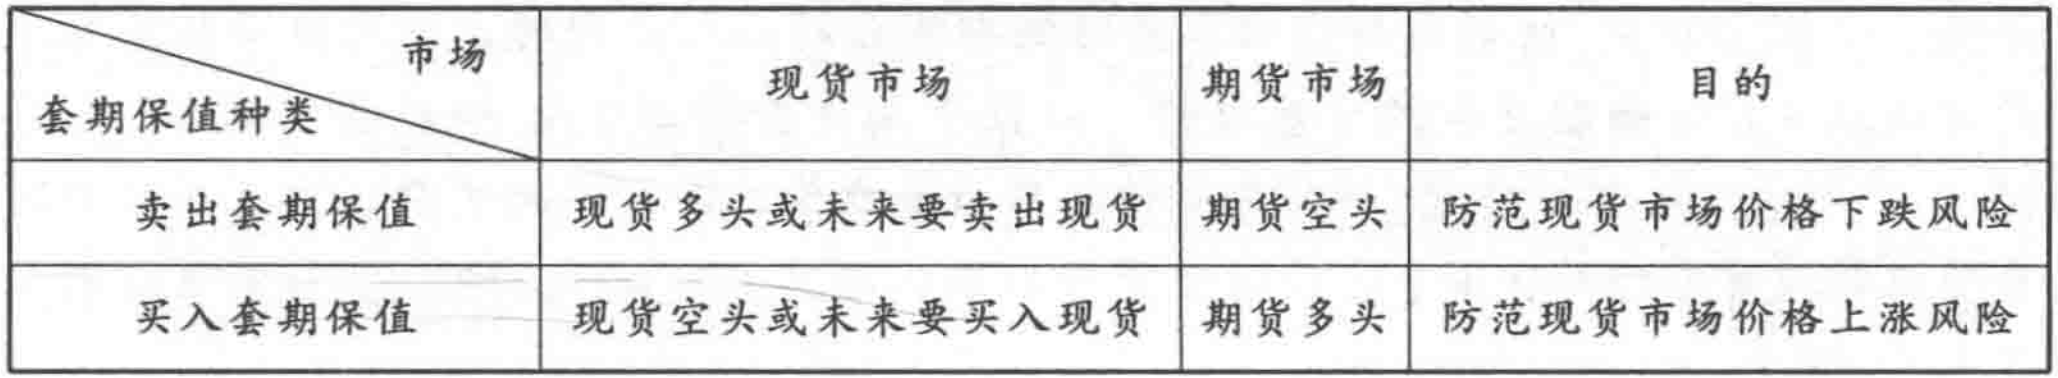 市场
套期保值种类
现货市场
期货市场
目的
卖出套期保值
现货多头或未来要卖出现货
期货空头
防范现货市场价格下跌风险
买入套期保值
现货空头或未来要买入现货
期货多头
防范现货市场价格上涨风险